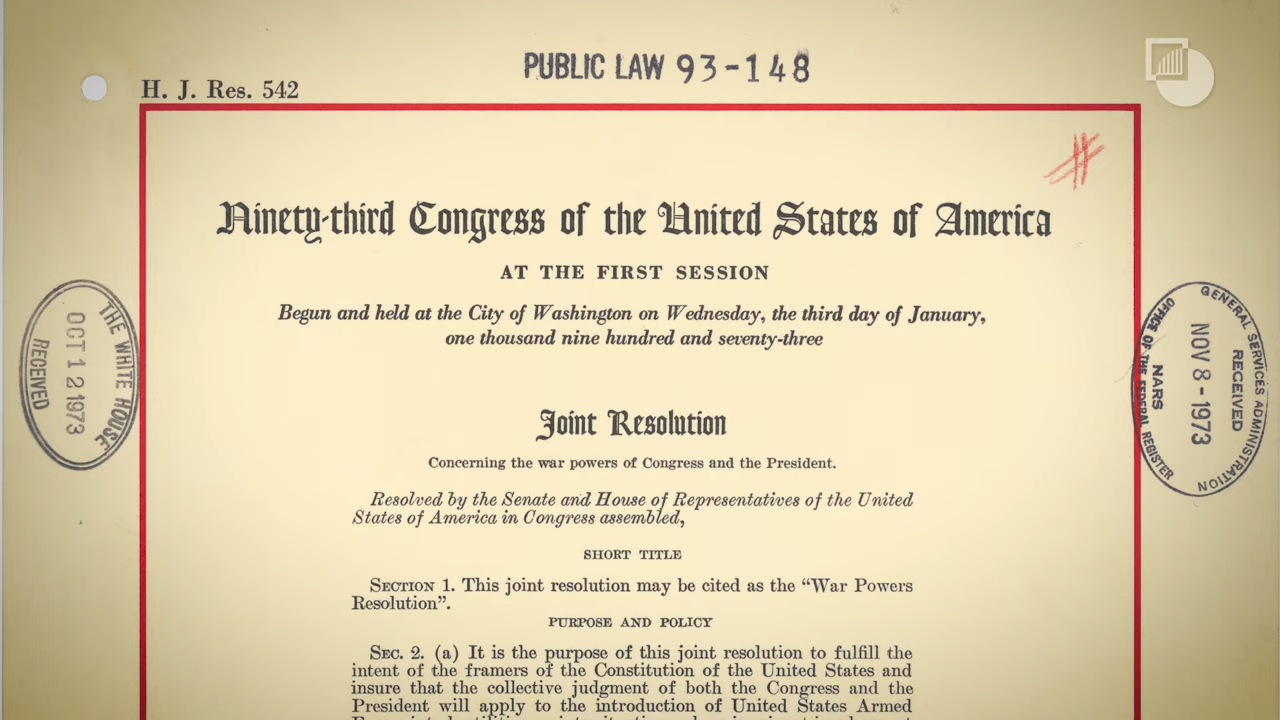 PUBLIC LAW 93-148
H. J. Res. 542
Ninety-third Congress of the United States of America
AT THE FIRST SESSION
Begun and held at the City of Washington on Wednesday, the third day of January,
one thousand nine hundred and seventy-three
THE WHITE HOUSE
OCT 12 1973
RECEIVED
GENERAL SERVICES ADMINISTRATION
RECEIVED
NOV 8 - 1973
NARS
OFFICE OF THE FEDERAL REGISTER
Joint Resolution
Concerning the war powers of Congress and the President.
Resolved by the Senate and House of Representatives of the United
States of America in Congress assembled,
SHORT TITLE
SECTION 1. This joint resolution may be cited as the “War Powers
Resolution”.
PURPOSE AND POLICY
SEC. 2. (a) It is the purpose of this joint resolution to fulfill the
intent of the framers of the Constitution of the United States and
insure that the collective judgment of both the Congress and the
President will apply to the introduction of United States Armed